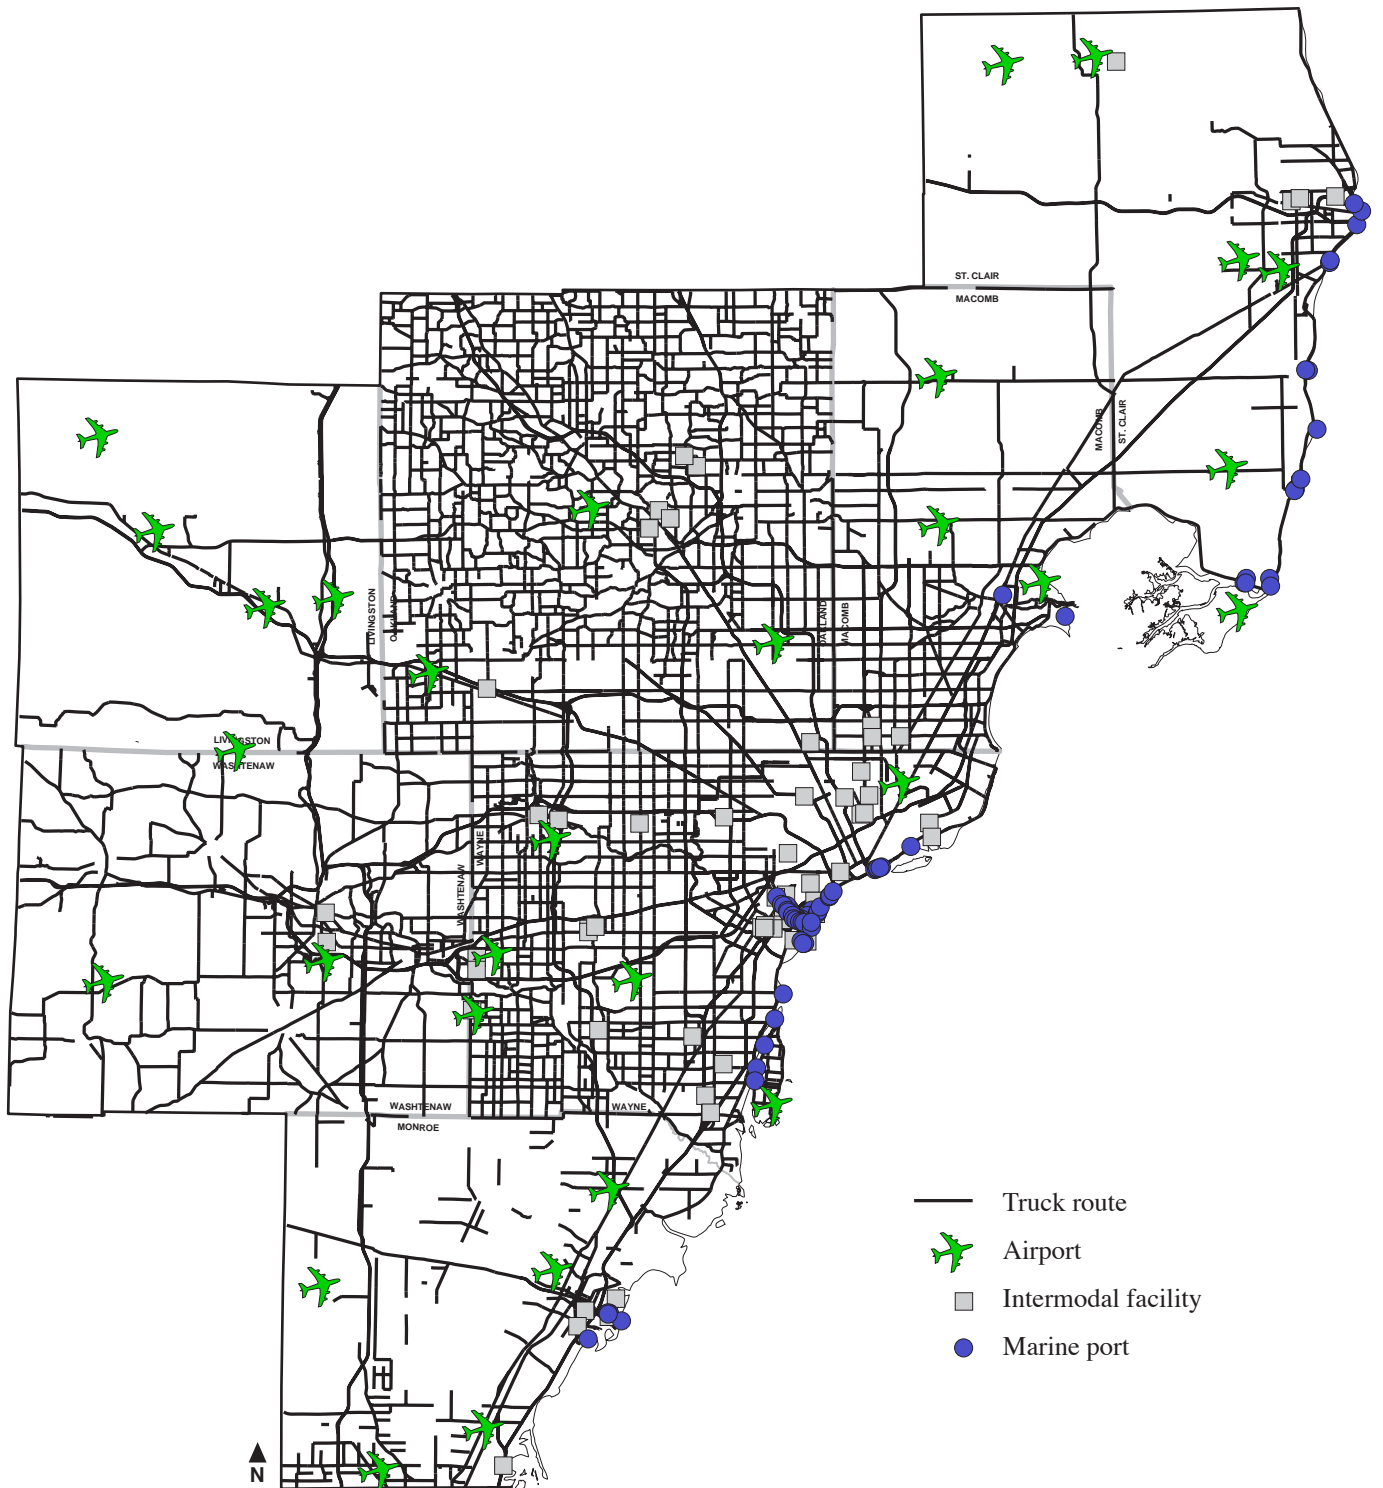 ST. CLAIR
MACOMB
MACOMB
ST. CLAIR
LIVINGSTON
OAKLAND
OAKLAND
MACOMB
LIVINGSTON
WASHTENAW
WAYNE
WASHTENAW
WASHTENAW
WAYNE
MONROE
Truck route
Airport
Intermodal facility
Marine port
N